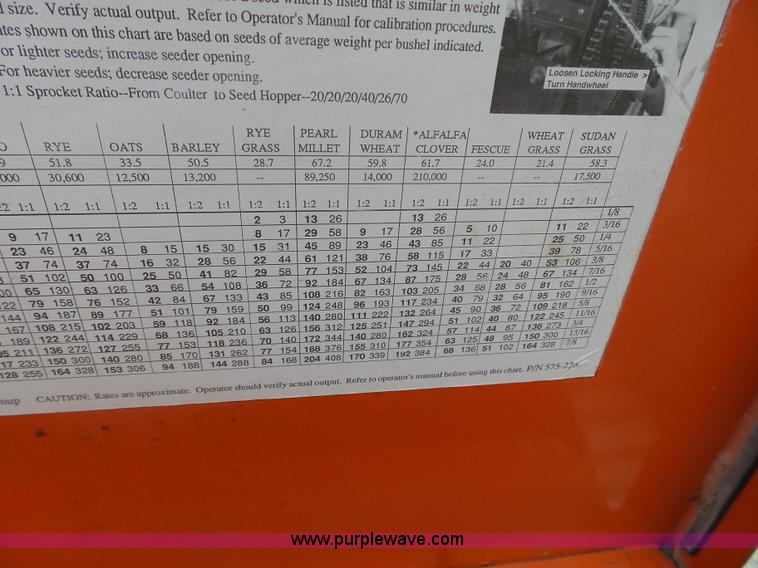 size. Verify actual output. Refer to Operator's Manual for calibration procedures.
shown on this chart are based on seeds of average weight per bushel indicated.
or lighter seeds; increase seeder opening.
For heavier seeds; decrease seeder opening.
1:1 Sprocket Ratio--From Coulter to Seed Hopper--20/20/20/40/26/70
Loosen Locking Handle >
Turn Handwheel
RYE OATS BARLEY RYE GRASS PEARL MILLET DURAM WHEAT *ALFALFA CLOVER FESCUE WHEAT GRASS SUDAN GRASS
9 51.8 33.5 50.5 28.7 67.2 59.8 61.7 24.0 21.4 58.3
000 30,600 12,500 13,200 -- 89,250 14,000 210,000 -- -- 17,500
:2 1:1 1:2 1:1 1:2 1:1 1:2 1:1 1:2 1:1 1:2 1:1 1:2 1:1 1:2 1:1 1:2 1:1 1:2 1:1 1:2 1:1
2 3 13 26 13 26 1/8
9 17 11 23 8 17 29 58 9 17 28 56 5 10 11 22 3/16
23 46 24 48 8 15 15 30 15 31 45 89 23 46 43 85 11 22 25 50 1/4
37 74 37 74 16 32 28 56 22 44 61 121 38 76 58 115 17 33 39 78 5/16
51 102 50 100 25 50 41 82 29 58 77 153 52 104 73 145 22 44 20 40 53 106 3/8
00 65 130 63 126 33 66 54 108 36 72 92 184 67 134 87 175 28 56 24 48 67 134 7/16
22 79 158 76 152 42 84 67 133 43 85 108 216 82 163 103 205 34 68 28 56 81 162 1/2
144 94 187 89 177 51 101 79 159 50 99 124 248 96 193 117 234 40 79 32 64 95 190 9/16
167 108 215 102 203 59 118 92 184 56 113 140 280 111 222 132 264 45 90 36 72 109 218 5/8
189 122 244 114 229 68 136 105 210 63 126 156 312 125 251 147 294 51 102 40 80 122 245 11/16
05 211 136 272 127 255 77 153 118 236 70 140 172 344 140 280 162 324 57 114 44 87 136 273 3/4
17 233 150 300 140 280 85 170 131 262 77 154 188 376 155 310 177 354 63 125 48 95 150 300 13/16
128 255 164 328 153 306 94 188 144 288 84 168 204 408 170 339 192 384 68 136 51 102 164 328 7/8
oup CAUTION: Rates are approximate. Operator should verify actual output. Refer to operator's manual before using this chart. P/N 575-226
www.purplewave.com